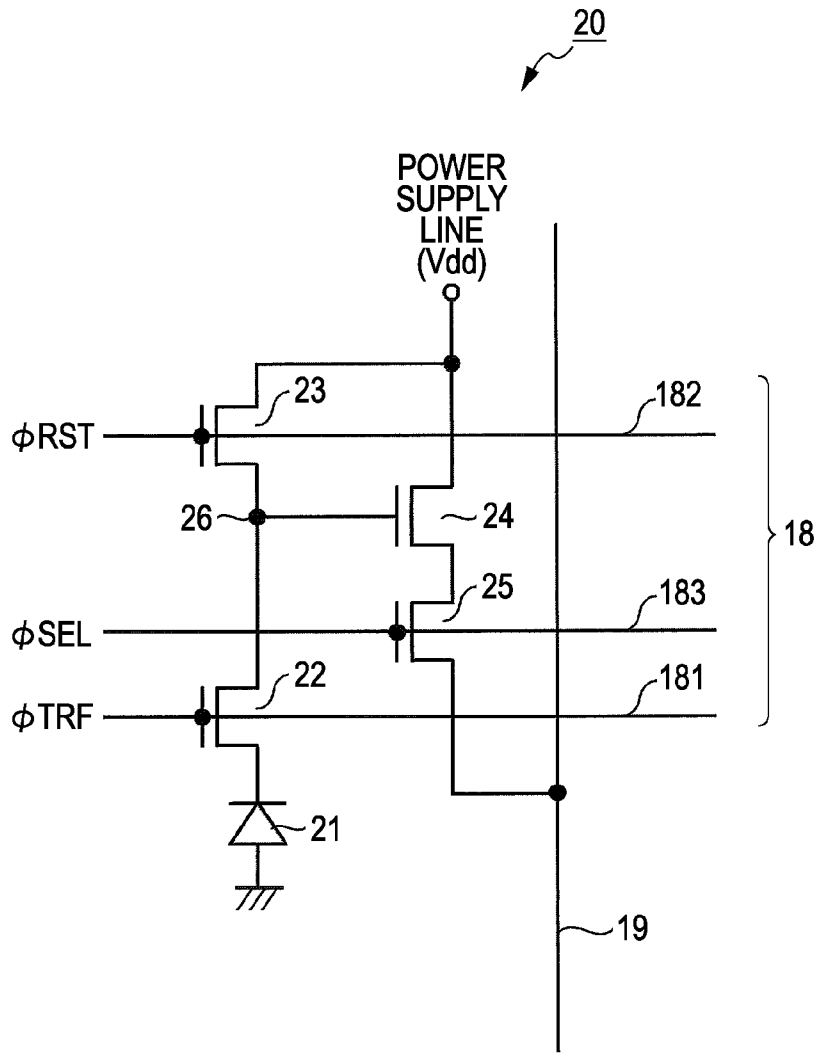 20
POWER
SUPPLY
LINE
(Vdd)
23
182
ϕRST
26
24
18
25
183
ϕSEL
22
181
ϕTRF
21
19